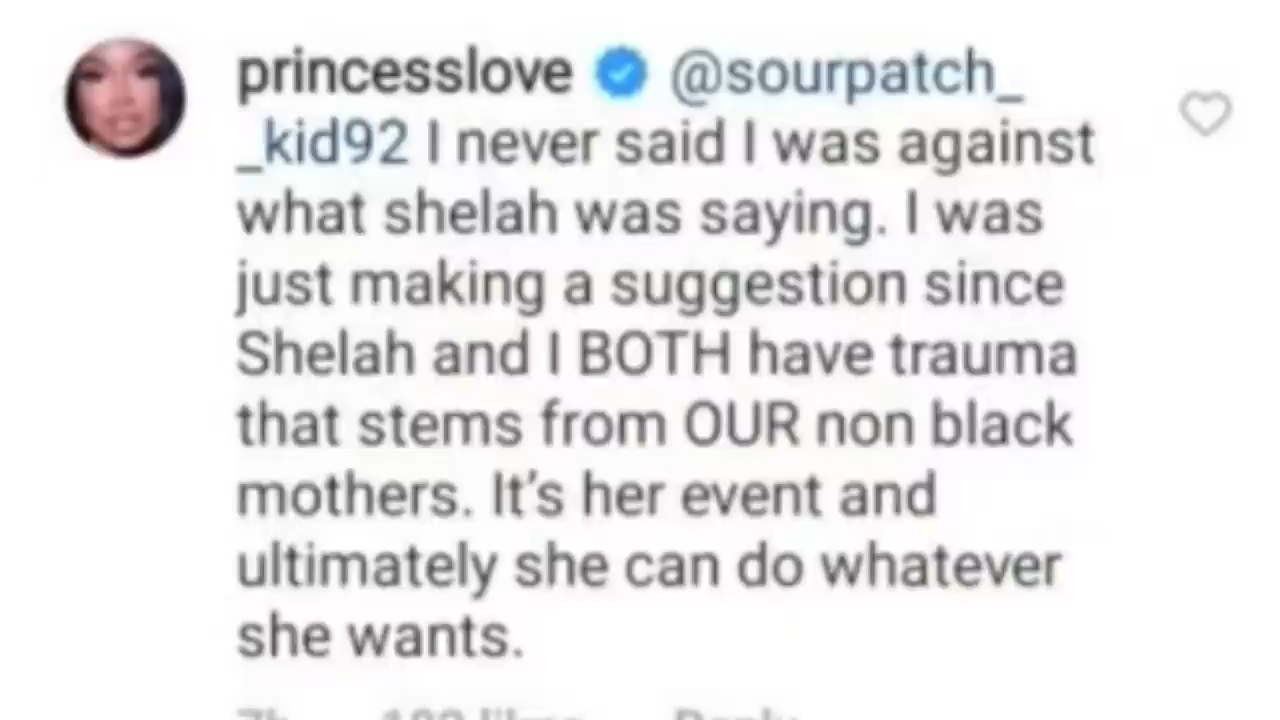 princesslove @sourpatch_
_kid92 I never said I was against
what shelah was saying. I was
just making a suggestion since
Shelah and I BOTH have trauma
that stems from OUR non black
mothers. It’s her event and
ultimately she can do whatever
she wants.